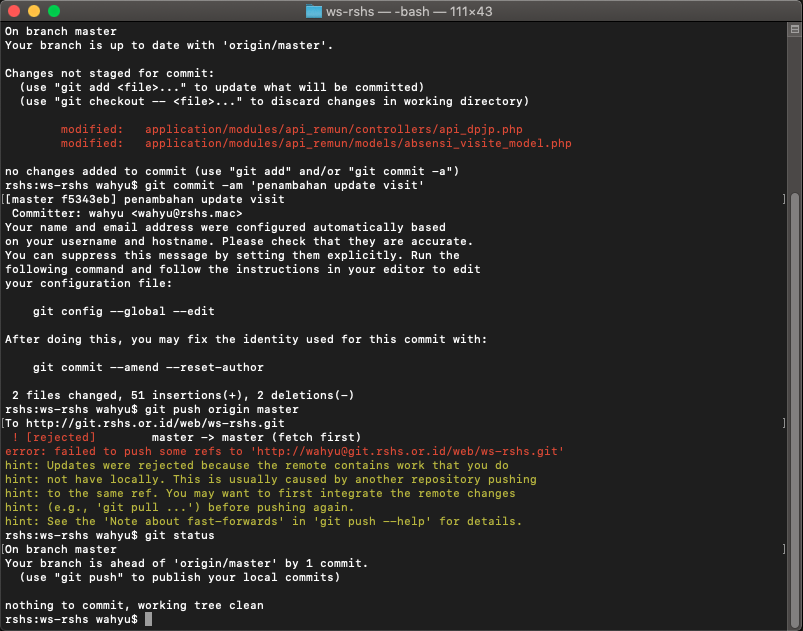 ws-rshs — -bash — 111×43
On branch master
Your branch is up to date with 'origin/master'.
Changes not staged for commit:
  (use "git add <file>..." to update what will be committed)
  (use "git checkout -- <file>..." to discard changes in working directory)
        modified:   application/modules/api_remun/controllers/api_dpjp.php
        modified:   application/modules/api_remun/models/absensi_visite_model.php
no changes added to commit (use "git add" and/or "git commit -a")
rshs:ws-rshs wahyu$ git commit -am 'penambahan update visit'
[[master f5343eb] penambahan update visit ]
 Committer: wahyu <wahyu@rshs.mac>
Your name and email address were configured automatically based
on your username and hostname. Please check that they are accurate.
You can suppress this message by setting them explicitly. Run the
following command and follow the instructions in your editor to edit
your configuration file:
    git config --global --edit
After doing this, you may fix the identity used for this commit with:
    git commit --amend --reset-author
 2 files changed, 51 insertions(+), 2 deletions(-)
rshs:ws-rshs wahyu$ git push origin master
[To http://git.rshs.or.id/web/ws-rshs.git ]
 ! [rejected]        master -> master (fetch first)
error: failed to push some refs to 'http://wahyu@git.rshs.or.id/web/ws-rshs.git'
hint: Updates were rejected because the remote contains work that you do
hint: not have locally. This is usually caused by another repository pushing
hint: to the same ref. You may want to first integrate the remote changes
hint: (e.g., 'git pull ...') before pushing again.
hint: See the 'Note about fast-forwards' in 'git push --help' for details.
rshs:ws-rshs wahyu$ git status
[On branch master ]
Your branch is ahead of 'origin/master' by 1 commit.
  (use "git push" to publish your local commits)
nothing to commit, working tree clean
rshs:ws-rshs wahyu$